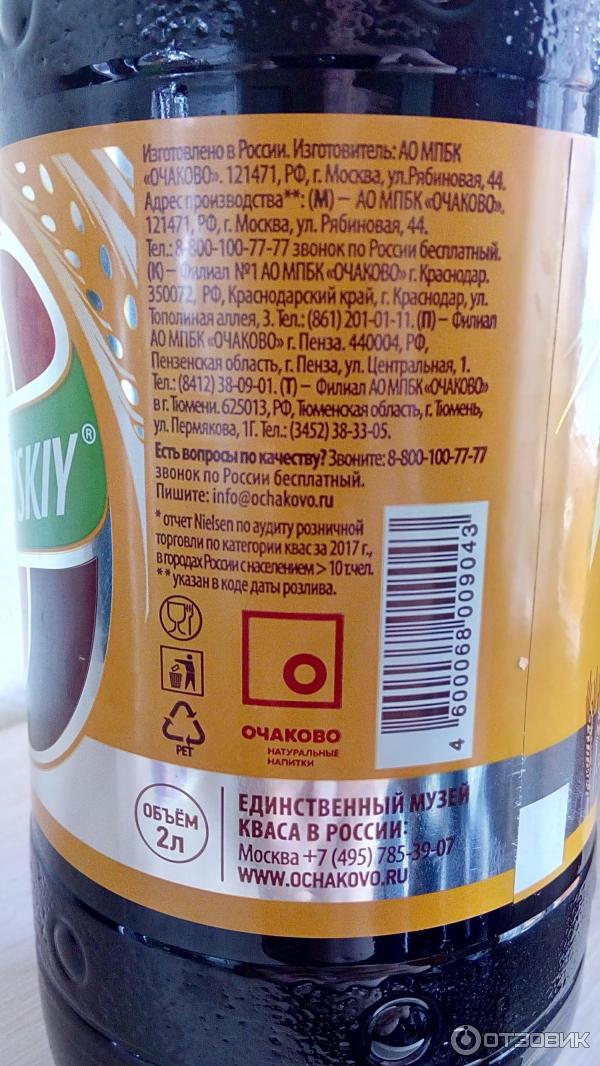 Изготовлено в России. Изготовитель: АО МПБК
«ОЧАКОВО». 121471, РФ, г. Москва, ул.Рябиновая, 44.
Адрес производства**: (М) – АО МПБК «ОЧАКОВО».
121471, РФ, г. Москва, ул. Рябиновая, 44.
Тел.: 8-800-100-77-77 звонок по России бесплатный.
(К) – Филиал №1 АО МПБК «ОЧАКОВО» г. Краснодар.
350072, РФ, Краснодарский край, г. Краснодар, ул.
Тополиная аллея, 3. Тел.: (861) 201-01-11. (П) – Филиал
АО МПБК «ОЧАКОВО» г. Пенза. 440004, РФ,
Пензенская область, г. Пенза, ул. Центральная, 1.
Тел.: (8412) 38-09-01. (Т) – Филиал АО МПБК «ОЧАКОВО»
в г. Тюмени. 625013, РФ, Тюменская область, г. Тюмень,
ул. Пермякова, 1Г. Тел.: (3452) 38-33-05.
SKIY®
Есть вопросы по качеству? Звоните: 8-800-100-77-77
звонок по России бесплатный.
Пишите: info@ochakovo.ru
* отчет Nielsen по аудиту розничной
торговли по категории квас за 2017 г.,
в городах России с населением > 10 т.чел.
** указан в коде даты розлива.
4 600068 009043
PET
ОЧАКОВО
НАТУРАЛЬНЫЕ
НАПИТКИ
ОБЪЁМ
2л
ЕДИНСТВЕННЫЙ МУЗЕЙ
КВАСА В РОССИИ:
Москва +7 (495) 785-39-07
WWW.OCHAKOVO.RU
ОТЗОВИК